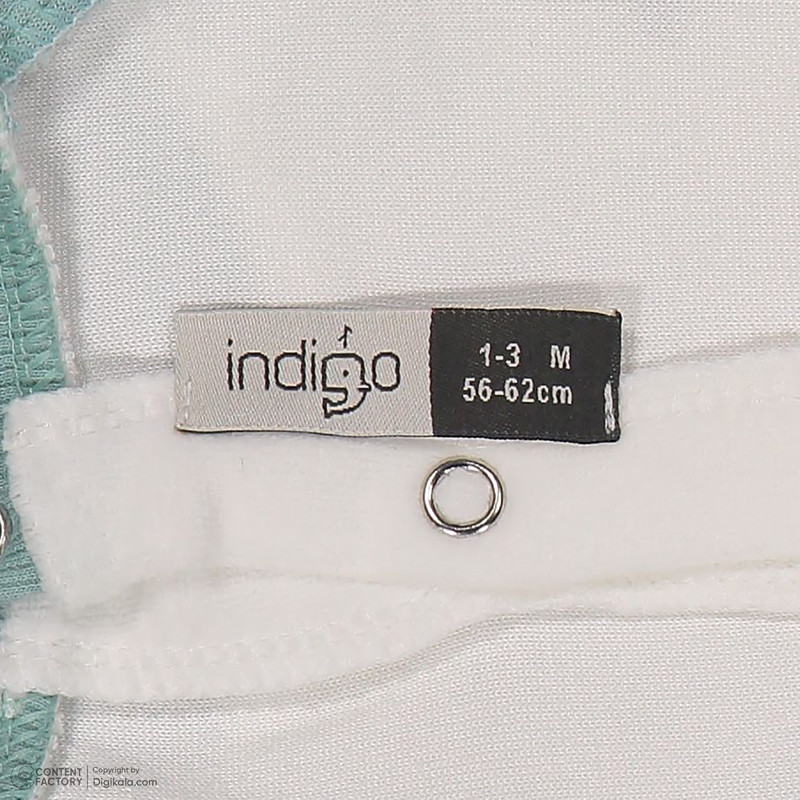 indigo
1-3 M
56-62cm
CONTENT FACTORY
Copyright by
Digikala.com